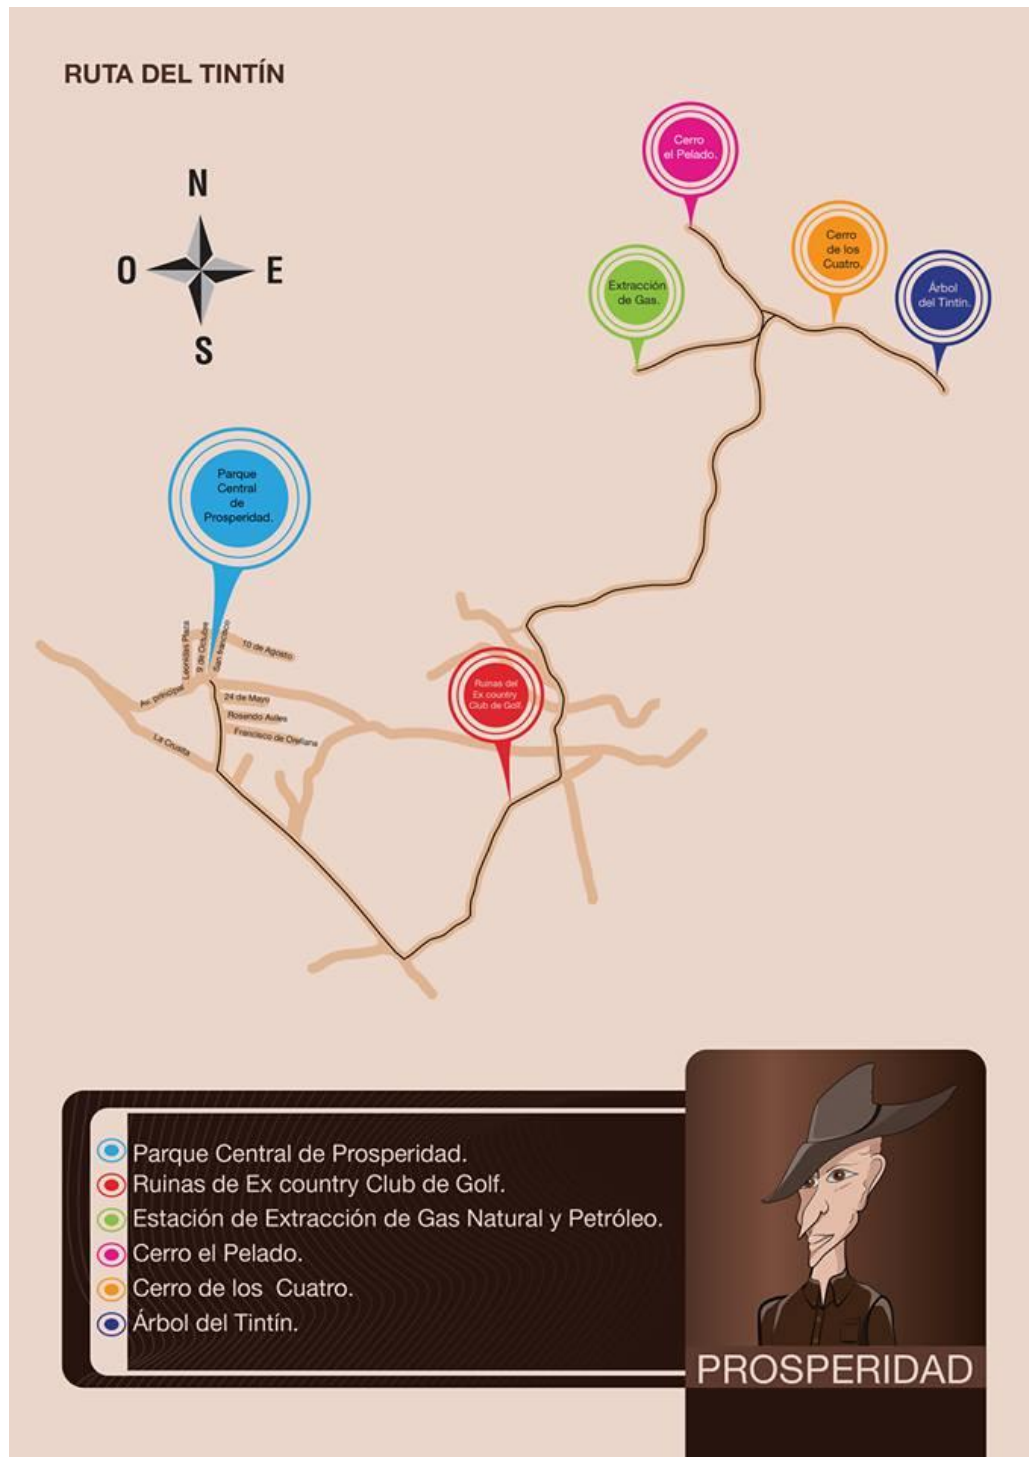 RUTA DEL TINTÍN
Cerro
el Pelado.
N
O
E
S
Cerro
de los
Cuatro.
Extracción
de Gas.
Árbol
del Tintín.
Parque
Central
de
Prosperidad.
Leonidas Plaza
9 de Octubre
San francisco
10 de Agosto
Av. principal
24 de Mayo
Rosendo Aviles
Francisco de Orellana
La Crusita
Ruinas del
Ex country
Club de Golf.
Parque Central de Prosperidad.
Ruinas de Ex country Club de Golf.
Estación de Extracción de Gas Natural y Petróleo.
Cerro el Pelado.
Cerro de los Cuatro.
Árbol del Tintín.
PROSPERIDAD